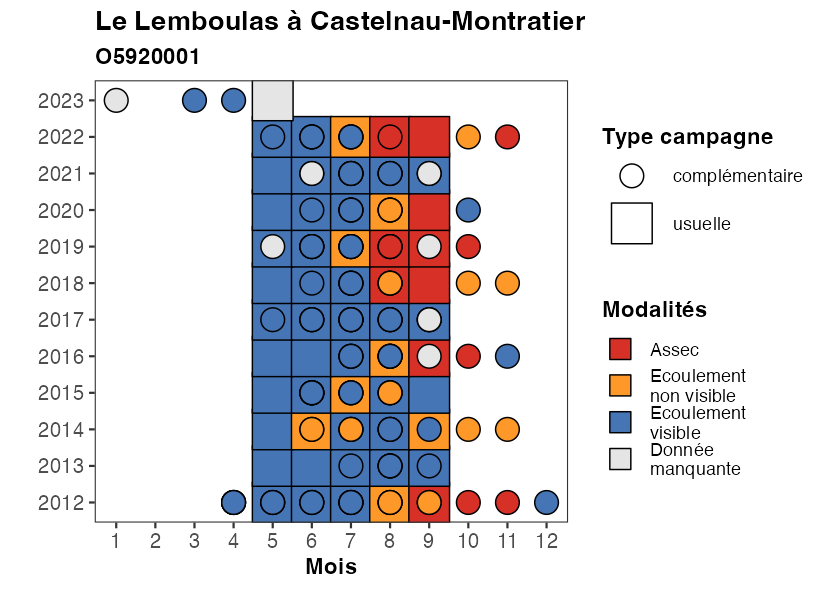 Le Lemboulas à Castelnau-Montratier
O5920001
2023
2022
2021
2020
2019
2018
2017
2016
2015
2014
2013
2012
1 2 3 4 5 6 7 8 9 10 11 12
Mois
Type campagne
complémentaire
usuelle
Modalités
Assec
Ecoulement
non visible
Ecoulement
visible
Donnée
manquante